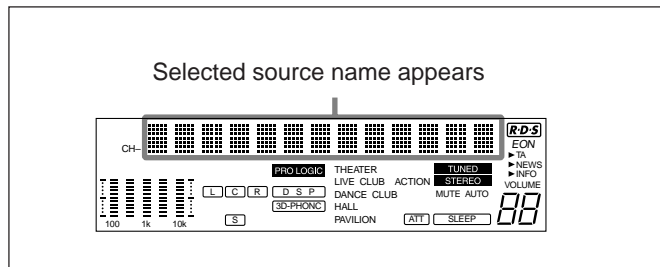 Selected source name appears
R·D·S
EON
CH–
►TA
►NEWS
►INFO
PRO LOGIC THEATER TUNED
LIVE CLUB ACTION STEREO VOLUME
L C R D S P DANCE CLUB MUTE AUTO
3D-PHONIC HALL
S PAVILION ATT SLEEP 88
100 1k 10k